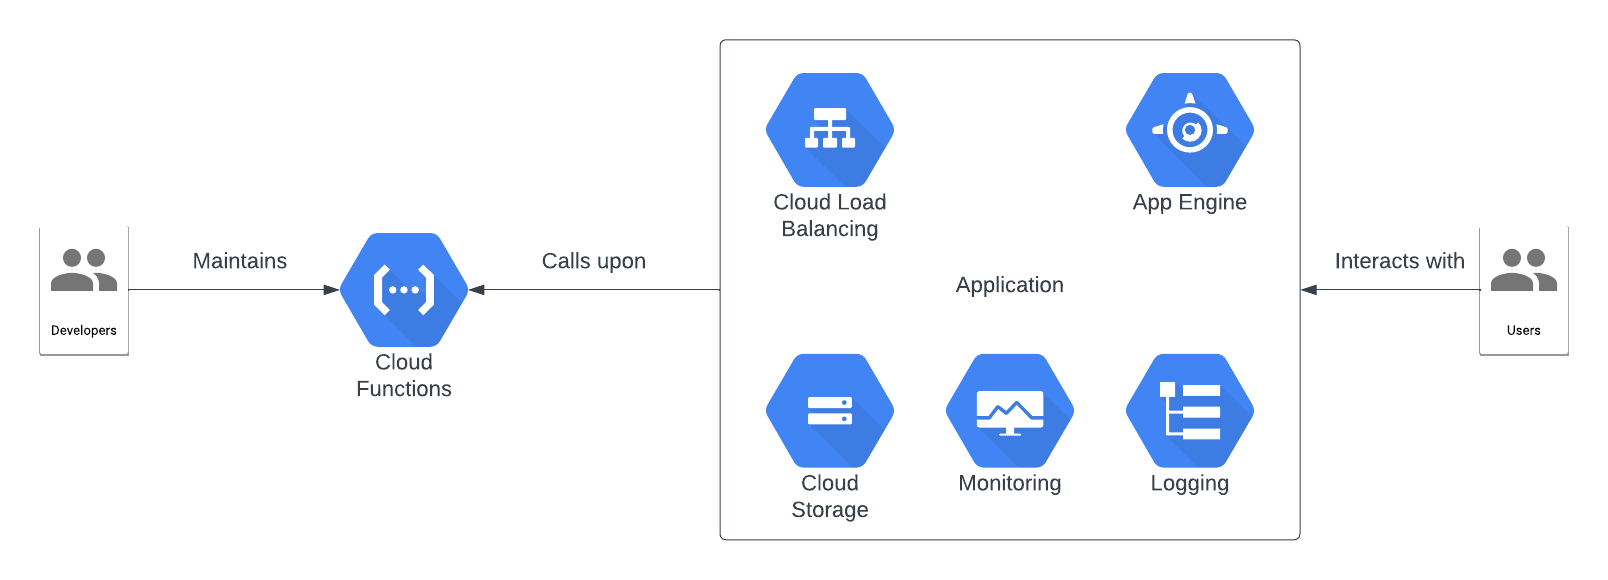 Cloud Load
Balancing
App Engine
Maintains
Calls upon
Interacts with
Application
Developers
Users
Cloud
Functions
Cloud
Storage
Monitoring
Logging